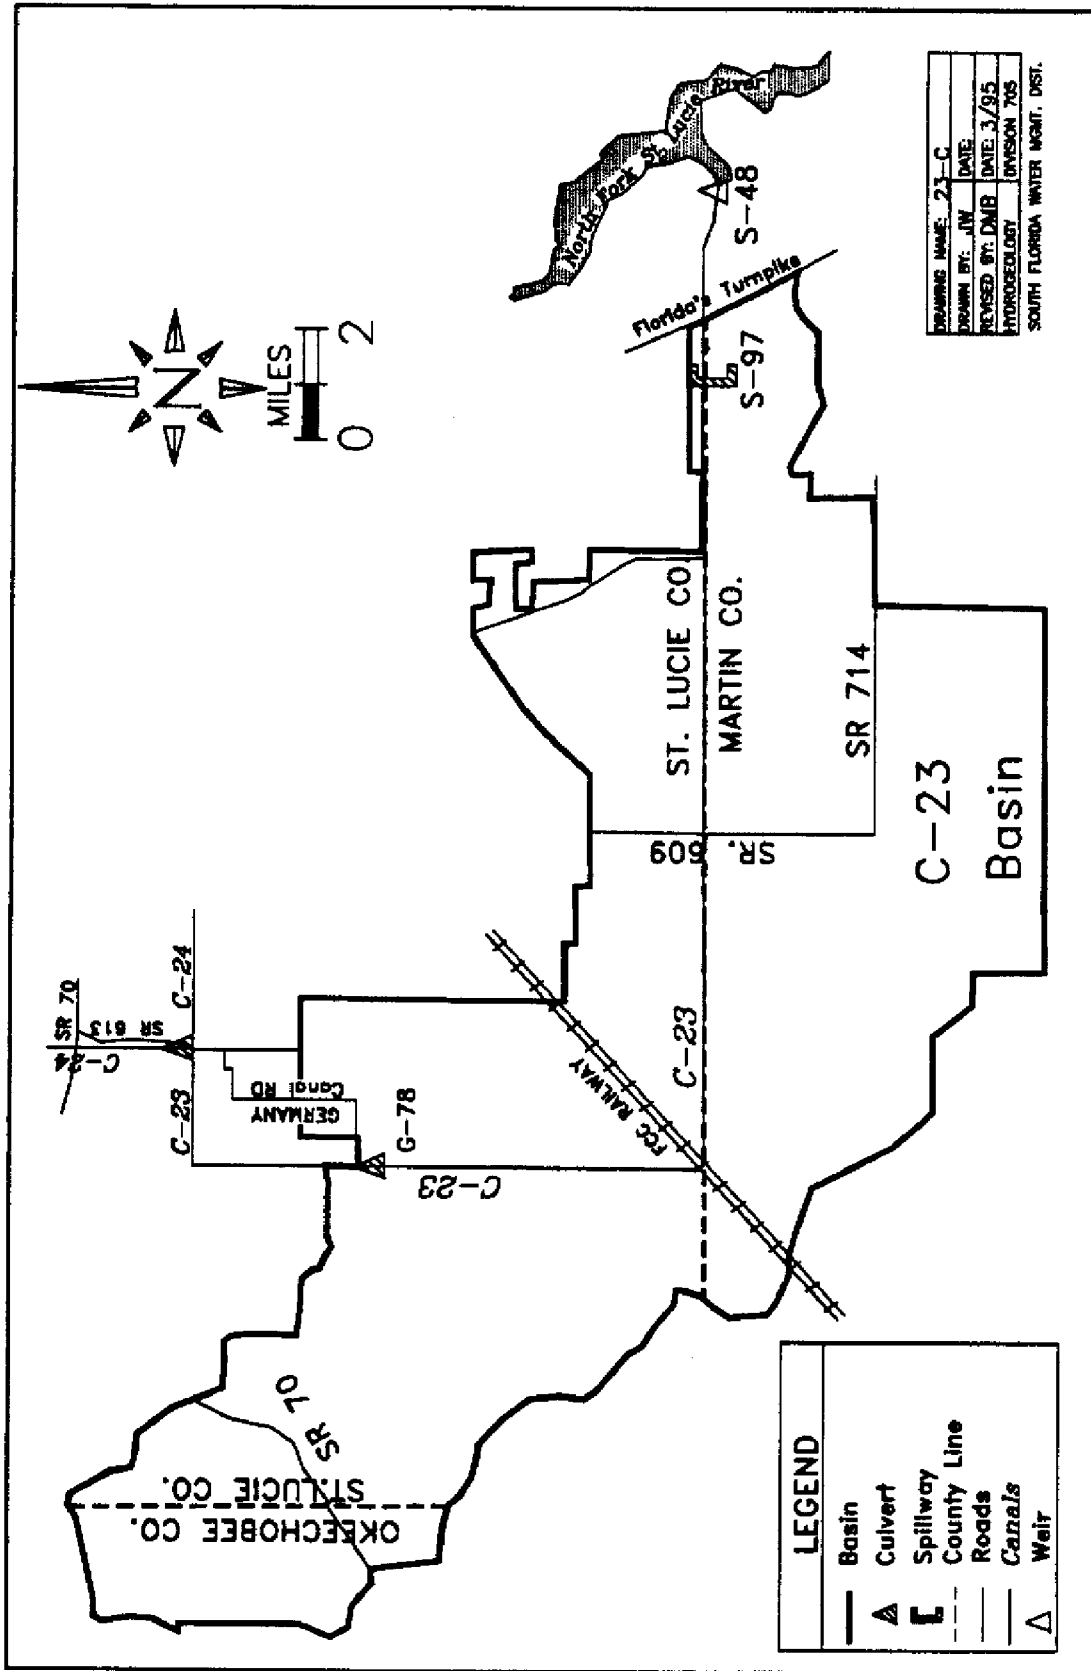 N
MILES
0 2
North Fork St. Lucie River
S-48
Florida's Turnpike
S-97
ST. LUCIE CO.
MARTIN CO.
SR 714
SR. 609
C-23
Basin
C-24
SR 70
SR 613
C-24
C-23
GERMANY
Canal RD
G-78
C-23
C-23
FCC RAILWAY
SR 70
ST.LUCIE CO.
OKEECHOBEE CO.
LEGEND
Basin
Culvert
Spillway
County Line
Roads
Canals
Weir
DRAWING NAME: 23-C
DRAWN BY: JW DATE:
REVISED BY: DMB DATE: 3/95
HYDROGEOLOGY DIVISION 705
SOUTH FLORIDA WATER MGMT. DIST.